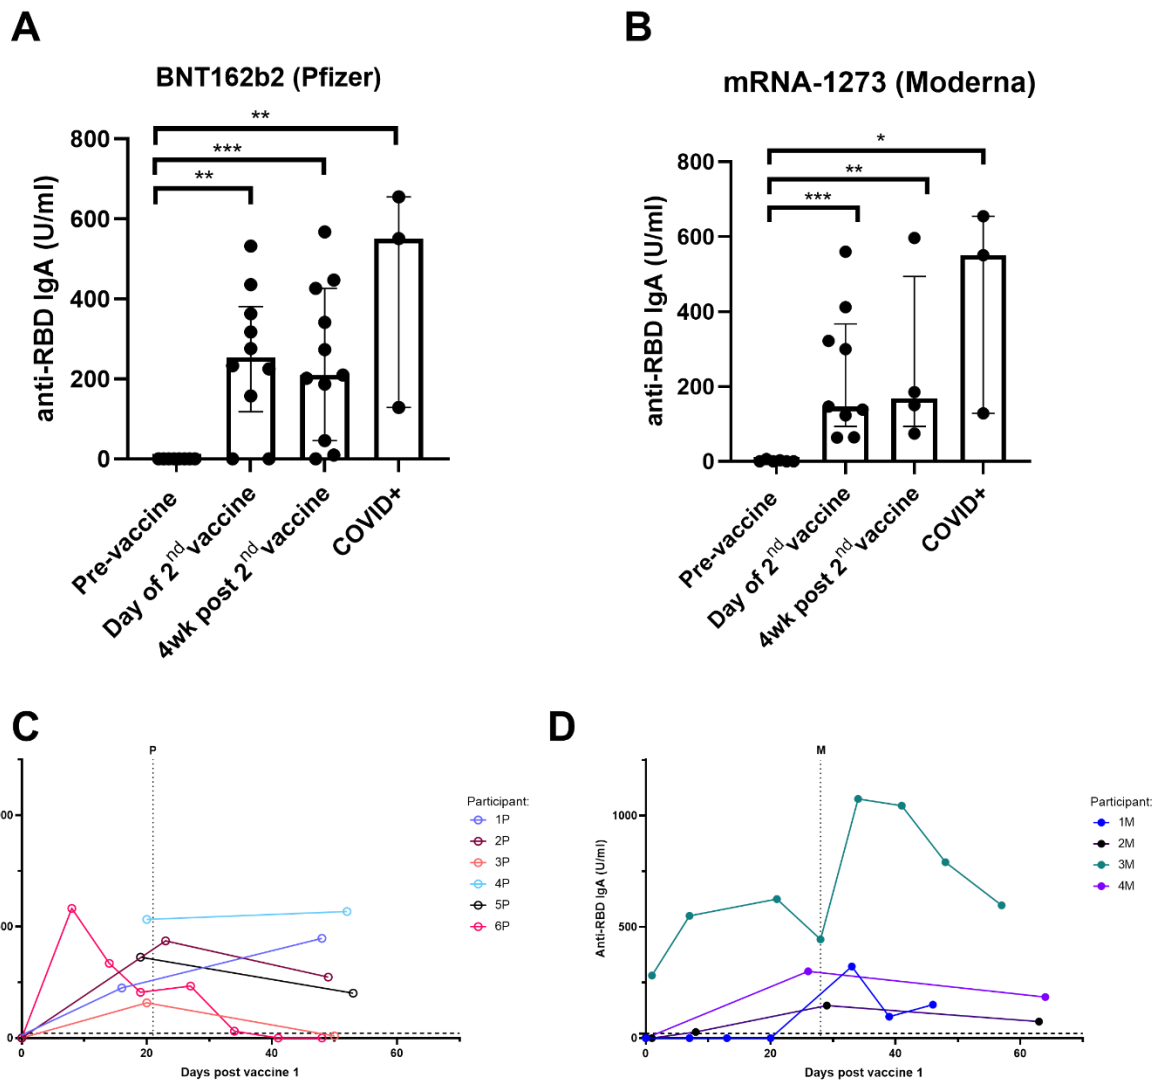 A
BNT162b2 (Pfizer)
**
***
**
anti-RBD IgA (U/ml)
800
600
400
200
0
Pre-vaccine
Day of 2nd vaccine
4wk post 2nd vaccine
COVID+
B
mRNA-1273 (Moderna)
*
**
***
anti-RBD IgA (U/ml)
800
600
400
200
0
Pre-vaccine
Day of 2nd vaccine
4wk post 2nd vaccine
COVID+
C
P
0
0 20 40 60
Days post vaccine 1
Participant:
1P
2P
3P
4P
5P
6P
D
M
Anti-RBD IgA (U/ml)
1000
500
0
0 20 40 60
Days post vaccine 1
Participant:
1M
2M
3M
4M